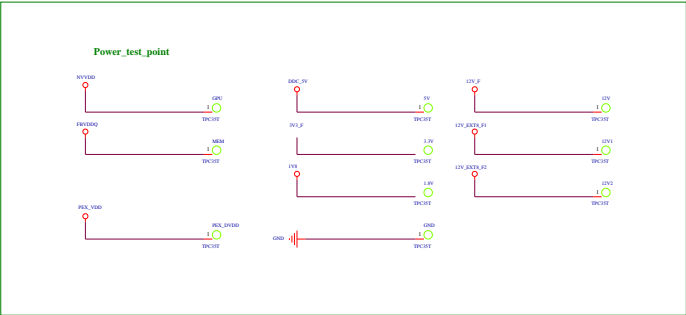 Power_test_point
NVVDD
GPU
1
TPC35T
FBVDDQ
MEM
1
TPC35T
PEX_VDD
PEX_DVDD
1
TPC35T
DDC_5V
5V
1
TPC35T
3V3_F
3.3V
TPC35T
1V8
1.8V
TPC35T
GND
GND
1
TPC35T
12V_F
12V
1
TPC35T
12V_EXT8_F1
12V1
1
TPC35T
12V_EXT8_F2
12V2
1
TPC35T